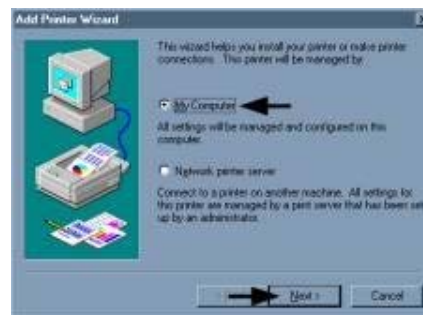 Add Printer Wizard
This wizard helps you install your printer or make printer
connections. This printer will be managed by:
My Computer
All settings will be managed and configured on this
computer.
Network printer server
Connect to a printer on another machine. All settings for
this printer are managed by a print server that has been set
up by an administrator.
Next >
Cancel